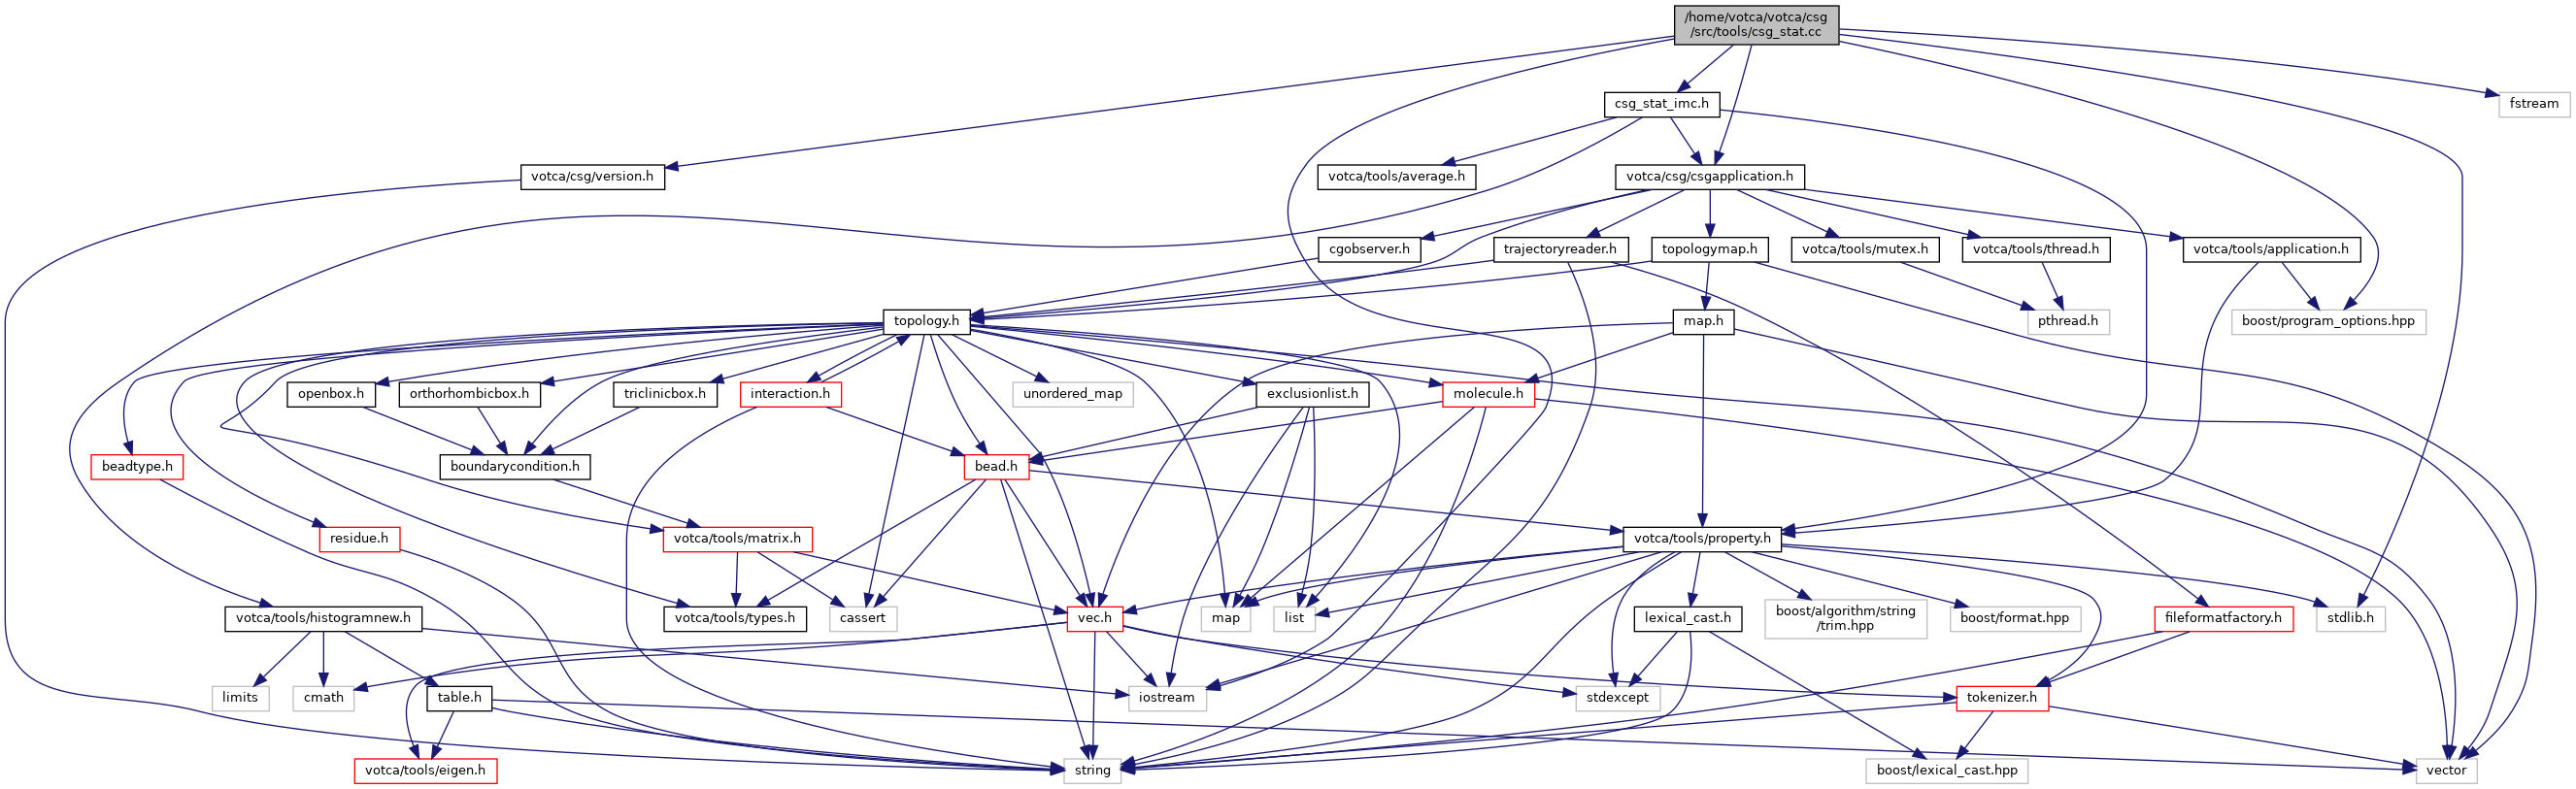 /home/votca/votca/csg
/src/tools/csg_stat.cc
csg_stat_imc.h
fstream
votca/csg/version.h
votca/tools/average.h
votca/csg/csgapplication.h
cgobserver.h
trajectoryreader.h
topologymap.h
votca/tools/mutex.h
votca/tools/thread.h
votca/tools/application.h
topology.h
map.h
pthread.h
boost/program_options.hpp
openbox.h
orthorhombicbox.h
triclinicbox.h
interaction.h
unordered_map
exclusionlist.h
molecule.h
beadtype.h
boundarycondition.h
bead.h
residue.h
votca/tools/matrix.h
votca/tools/property.h
votca/tools/histogramnew.h
votca/tools/types.h
cassert
vec.h
map
list
lexical_cast.h
boost/algorithm/string
/trim.hpp
boost/format.hpp
fileformatfactory.h
stdlib.h
limits
cmath
table.h
iostream
stdexcept
tokenizer.h
votca/tools/eigen.h
string
boost/lexical_cast.hpp
vector